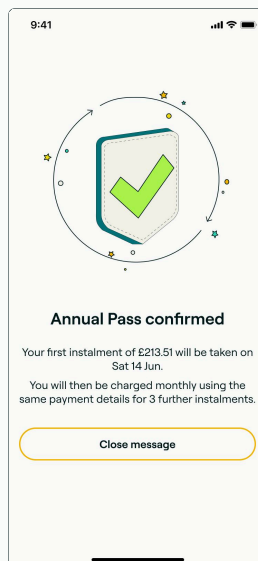 9:41
Annual Pass confirmed
Your first instalment of £213.51 will be taken on
Sat 14 Jun.
You will then be charged monthly using the
same payment details for 3 further instalments.
Close message